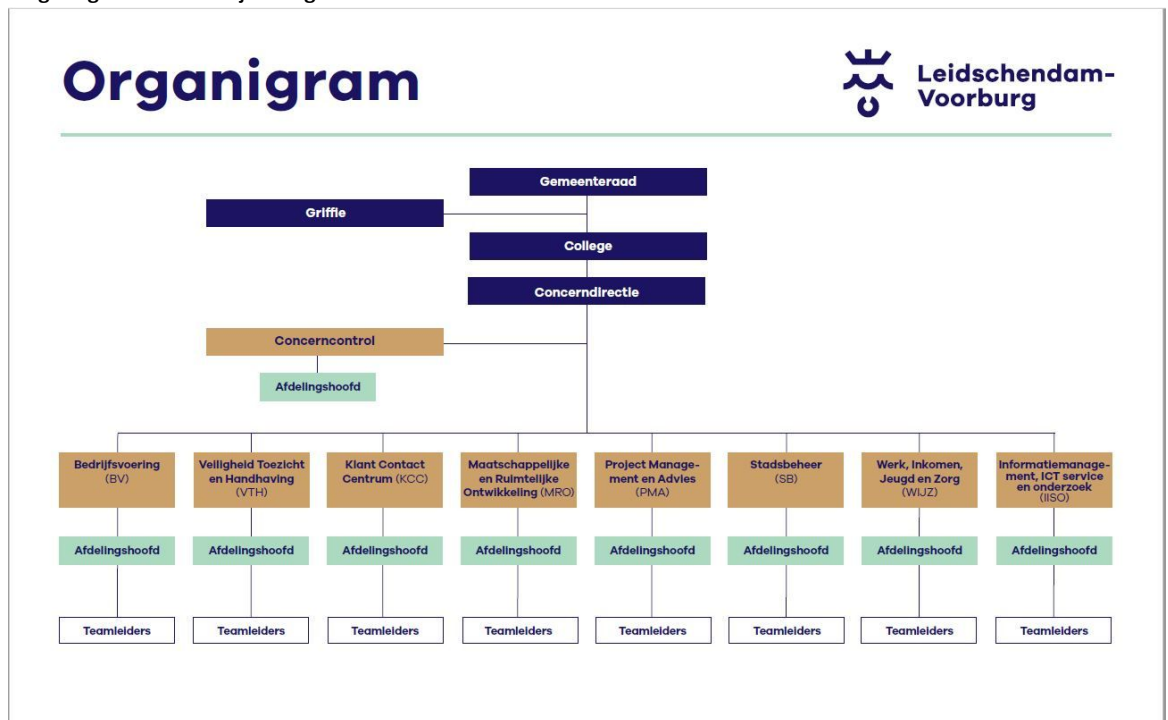 Organigram
Leidschendam-
Voorburg
Gemeenteraad
Griffie
College
Concerndirectie
Concerncontrol
Afdelingshoofd
Bedrijfsvoering
(BV)
Veiligheid Toezicht
en Handhaving
(VTH)
Klant Contact
Centrum (KCC)
Maatschappelijke
en Ruimtelijke
Ontwikkeling (MRO)
Project Manage-
ment en Advies
(PMA)
Stadsbeheer
(SB)
Werk, Inkomen,
Jeugd en Zorg
(WIJZ)
Informatiemanage-
ment, ICT service
en onderzoek
(IISO)
Afdelingshoofd
Afdelingshoofd
Afdelingshoofd
Afdelingshoofd
Afdelingshoofd
Afdelingshoofd
Afdelingshoofd
Afdelingshoofd
Teamleiders
Teamleiders
Teamleiders
Teamleiders
Teamleiders
Teamleiders
Teamleiders
Teamleiders